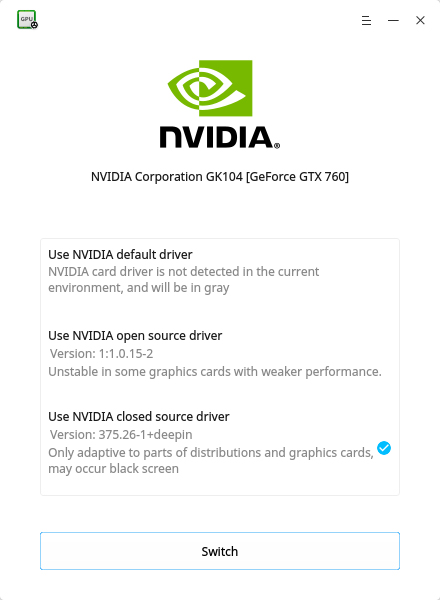 GPU
NVIDIA®
NVIDIA Corporation GK104 [GeForce GTX 760]
Use NVIDIA default driver
NVIDIA card driver is not detected in the current
environment, and will be in gray
Use NVIDIA open source driver
Version: 1:1.0.15-2
Unstable in some graphics cards with weaker performance.
Use NVIDIA closed source driver
Version: 375.26-1+deepin
Only adaptive to parts of distributions and graphics cards,
may occur black screen
Switch